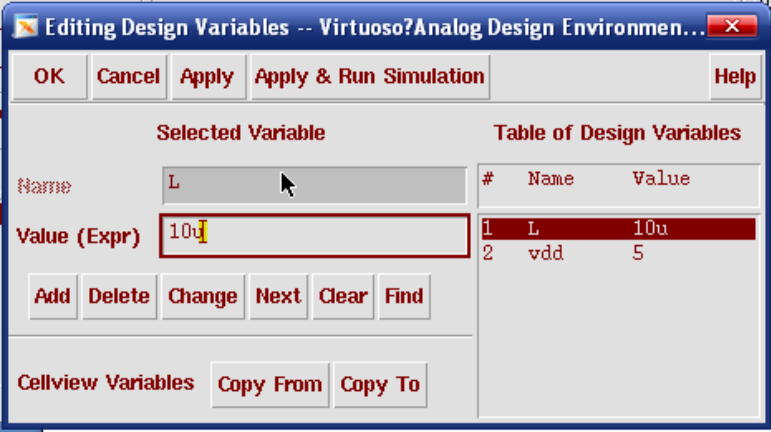 Editing Design Variables -- Virtuoso?Analog Design Environmen...
OK Cancel Apply Apply & Run Simulation Help
Selected Variable
Name L
Value (Expr) 10u
Add Delete Change Next Clear Find
Cellview Variables Copy From Copy To
Table of Design Variables
# Name Value
1 L 10u
2 vdd 5